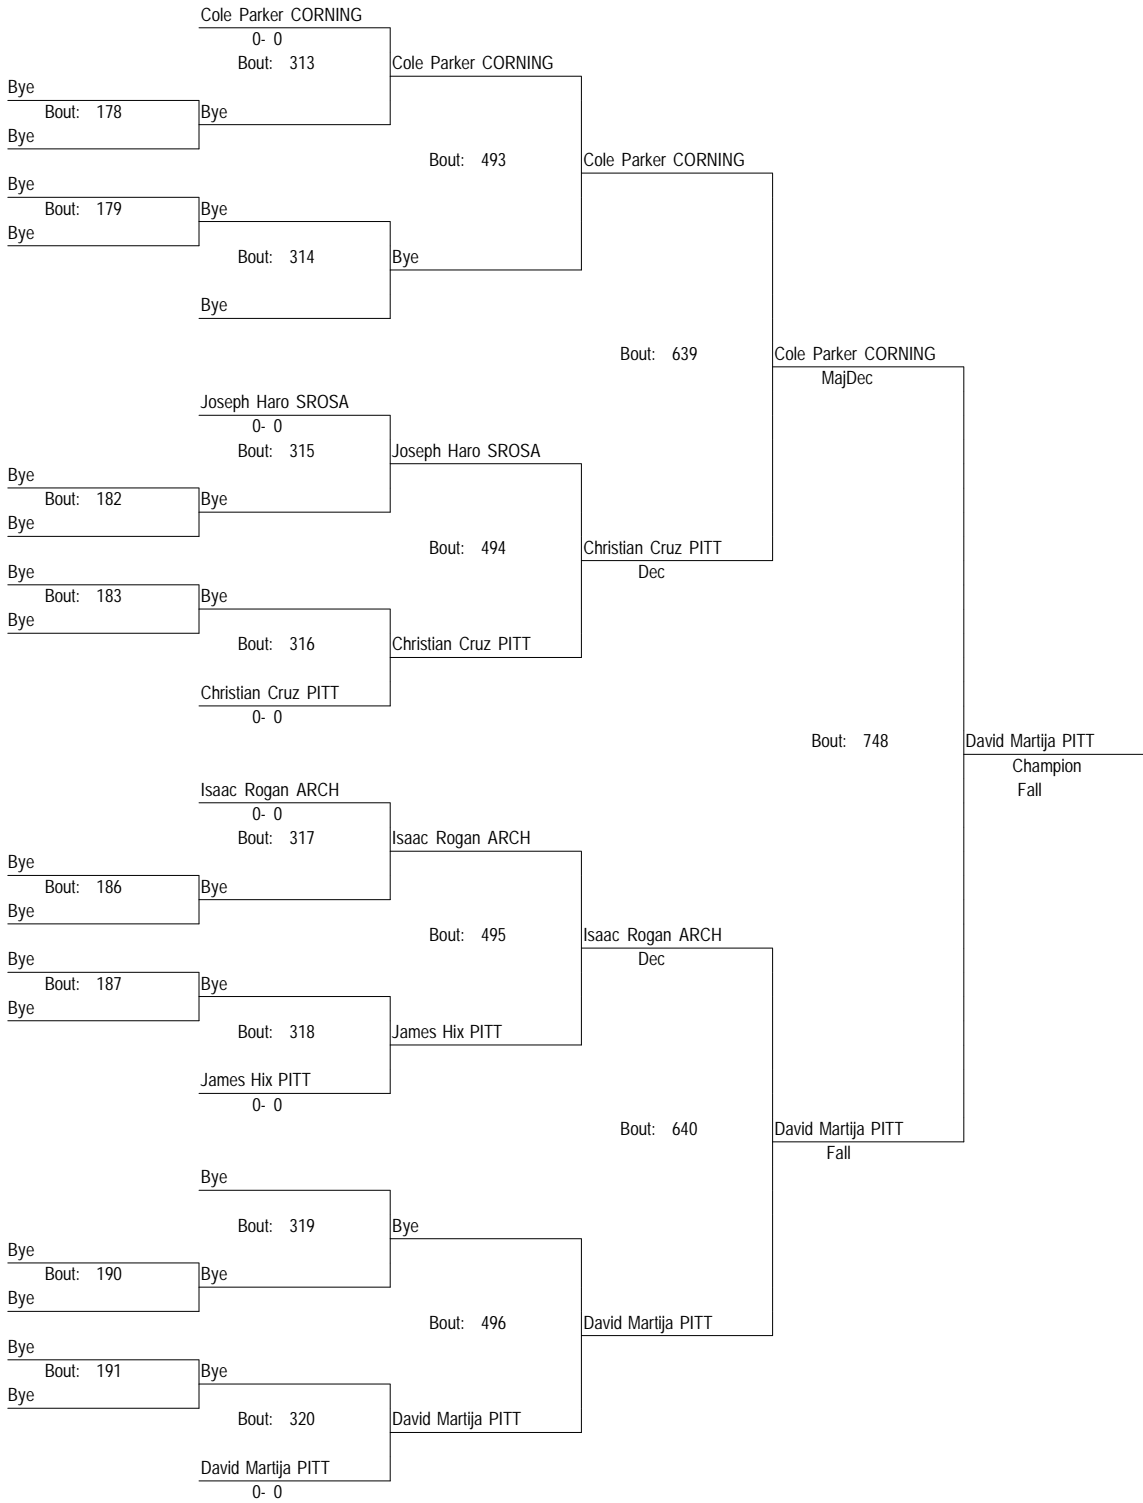 Cole Parker CORNING
0- 0
Bout: 313
Cole Parker CORNING
Bye
Bout: 178
Bye
Bye
Bout: 493
Cole Parker CORNING
Bye
Bye
Bout: 179
Bye
Bye
Bout: 314
Bye
Bye
Bout: 639
Cole Parker CORNING
MajDec
Joseph Haro SROSA
0- 0
Bout: 315
Joseph Haro SROSA
Bye
Bout: 182
Bye
Bye
Bout: 494
Christian Cruz PITT
Dec
Bye
Bout: 183
Bye
Bye
Bout: 316
Christian Cruz PITT
Christian Cruz PITT
0- 0
Bout: 748
David Martija PITT
Champion
Fall
Isaac Rogan ARCH
0- 0
Bout: 317
Isaac Rogan ARCH
Bye
Bout: 186
Bye
Bye
Bout: 495
Isaac Rogan ARCH
Dec
Bye
Bout: 187
Bye
Bye
Bout: 318
James Hix PITT
James Hix PITT
0- 0
Bout: 640
David Martija PITT
Fall
Bye
Bout: 319
Bye
Bye
Bout: 190
Bye
Bye
Bout: 496
David Martija PITT
Bye
Bout: 191
Bye
Bye
Bout: 320
David Martija PITT
David Martija PITT
0- 0